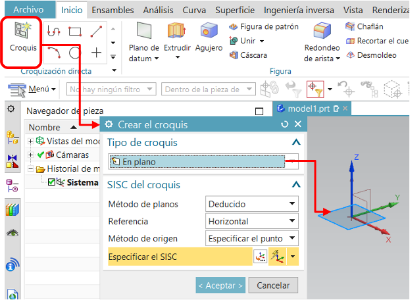 Archivo Inicio Ensambles Análisis Curva Superficie Ingeniería inversa Vista
Croquis
Plano de datum
Extrudir
Agujero
Figura de patrón
Unir
Cáscara
Redondeo de arista
Chaflán
Recortar el cue
Desmoldeo
Croquización directa
Figura
Menú
No hay ningún filtro
Dentro de la pieza de
Navegador de pieza
model1.prt
Nombre
Vistas del mod
Cámaras
Historial de m
Sistema
Crear el croquis
Tipo de croquis
En plano
SISC del croquis
Método de planos Deducido
Referencia Horizontal
Método de origen Especificar el punto
Especificar el SISC
< Aceptar > Cancelar
Z
Y
X